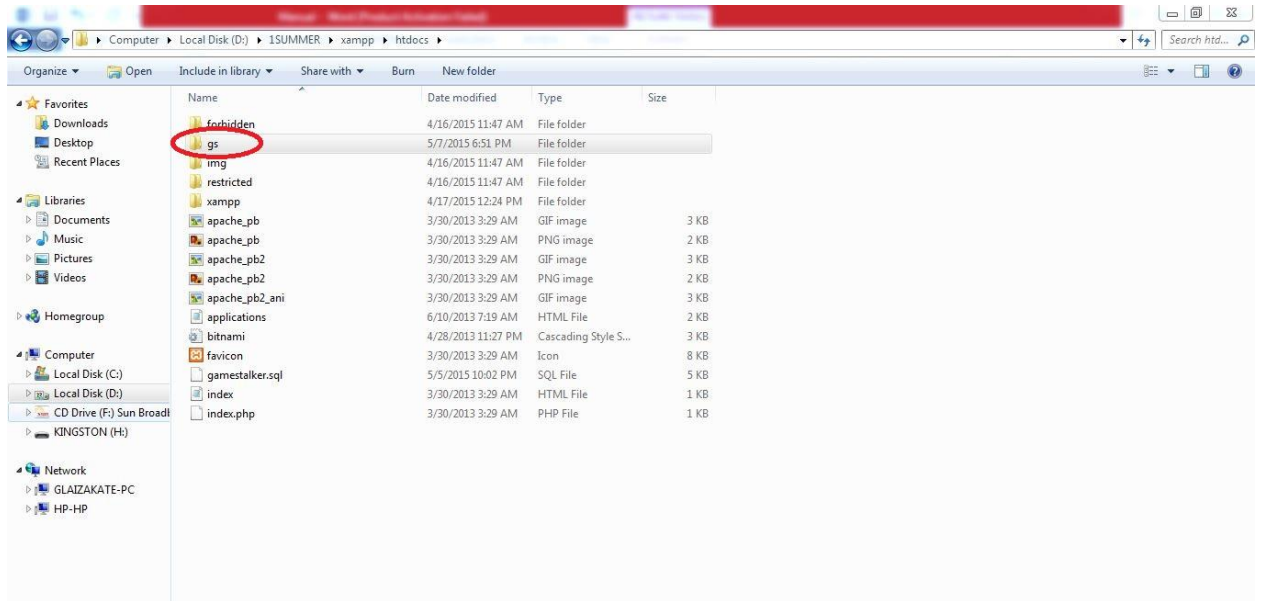 Manual - Word (Product Activation Failed)
Computer Local Disk (D:) 1SUMMER xampp htdocs Search htd...
Organize Open Include in library Share with Burn New folder
Name Date modified Type Size
Favorites
Downloads
Desktop
Recent Places
Libraries
Documents
Music
Pictures
Videos
Homegroup
Computer
Local Disk (C:)
Local Disk (D:)
CD Drive (F:) Sun Broadb
KINGSTON (H:)
Network
GLAIZAKATE-PC
HP-HP
forbidden 4/16/2015 11:47 AM File folder
gs 5/7/2015 6:51 PM File folder
img 4/16/2015 11:47 AM File folder
restricted 4/16/2015 11:47 AM File folder
xampp 4/17/2015 12:24 PM File folder
apache_pb 3/30/2013 3:29 AM GIF image 3 KB
apache_pb 3/30/2013 3:29 AM PNG image 2 KB
apache_pb2 3/30/2013 3:29 AM GIF image 3 KB
apache_pb2 3/30/2013 3:29 AM PNG image 2 KB
apache_pb2_ani 3/30/2013 3:29 AM GIF image 3 KB
applications 6/10/2013 7:19 AM HTML File 2 KB
bitnami 4/28/2013 11:27 PM Cascading Style S... 3 KB
favicon 3/30/2013 3:29 AM Icon 8 KB
gamestalker.sql 5/5/2015 10:02 PM SQL File 5 KB
index 3/30/2013 3:29 AM HTML File 1 KB
index.php 3/30/2013 3:29 AM PHP File 1 KB